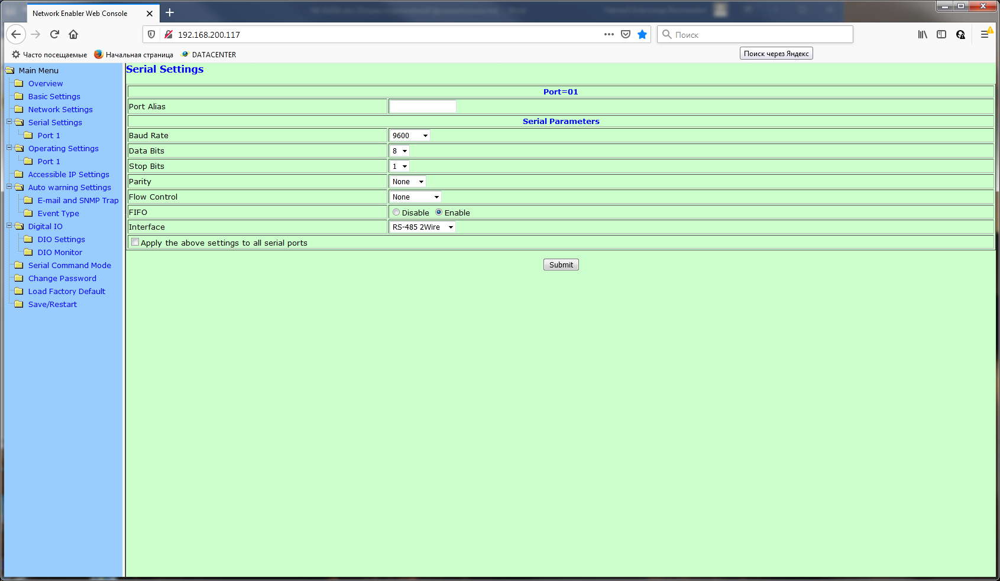 Network Enabler Web Console
192.168.200.117
Поиск
Часто посещаемые
Начальная страница
DATACENTER
Поиск через Яндекс
Main Menu
Overview
Basic Settings
Network Settings
Serial Settings
Port 1
Operating Settings
Port 1
Accessible IP Settings
Auto warning Settings
E-mail and SNMP Trap
Event Type
Digital IO
DIO Settings
DIO Monitor
Serial Command Mode
Change Password
Load Factory Default
Save/Restart
Serial Settings
Port=01
Port Alias
Serial Parameters
Baud Rate 9600
Data Bits 8
Stop Bits 1
Parity None
Flow Control None
FIFO Disable Enable
Interface RS-485 2Wire
Apply the above settings to all serial ports
Submit